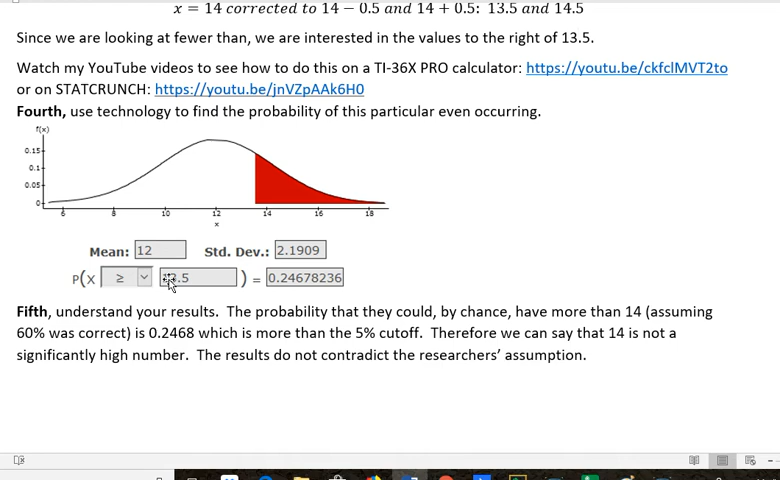 x = 14 corrected to 14 − 0.5 and 14 + 0.5: 13.5 and 14.5
Since we are looking at fewer than, we are interested in the values to the right of 13.5.
Watch my YouTube videos to see how to do this on a TI-36X PRO calculator: https://youtu.be/ckfclMVT2to
or on STATCRUNCH: https://youtu.be/jnVZpAAk6H0
Fourth, use technology to find the probability of this particular even occurring.
f(x)
0.15
0.1
0.05
0
6 8 10 12 14 16 18
x
Mean: 12 Std. Dev.: 2.1909
P(x ≥ .5 ) = 0.24678236
Fifth, understand your results. The probability that they could, by chance, have more than 14 (assuming
60% was correct) is 0.2468 which is more than the 5% cutoff. Therefore we can say that 14 is not a
significantly high number. The results do not contradict the researchers' assumption.